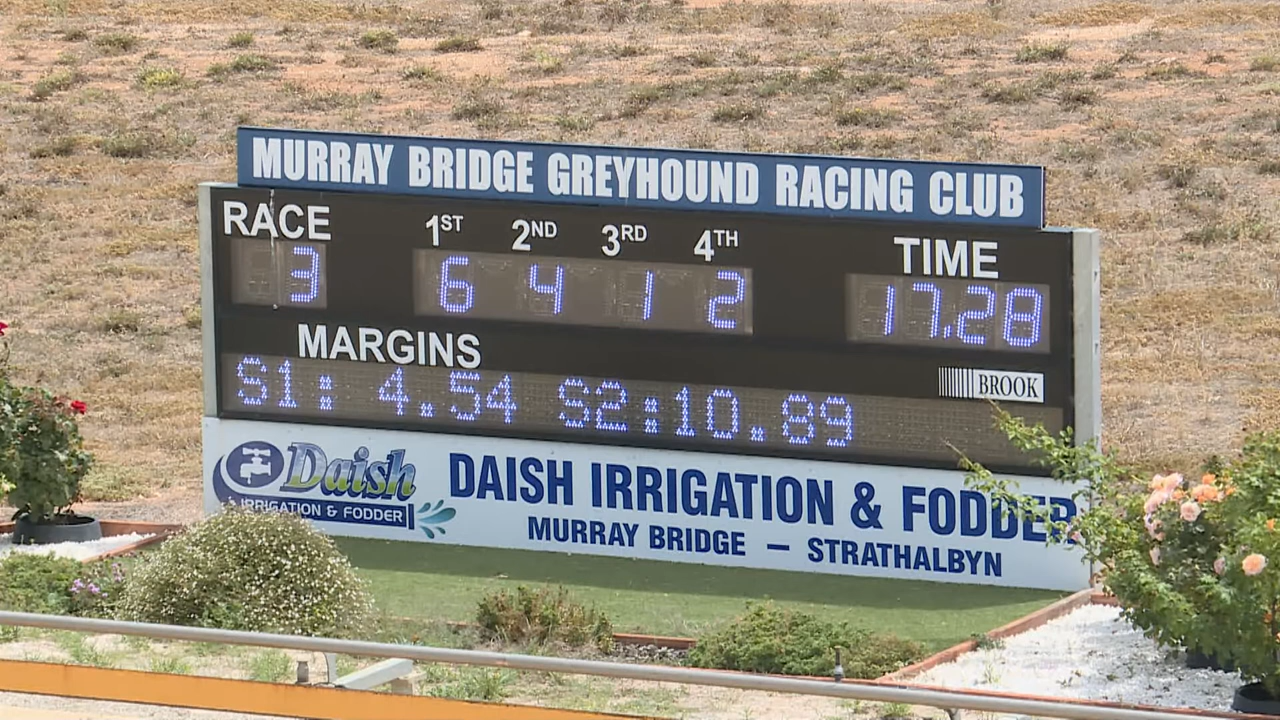 MURRAY BRIDGE GREYHOUND RACING CLUB
RACE 1ST 2ND 3RD 4TH TIME
3 6 4 1 2 17.28
MARGINS
BROOK
S1: 4.54 S2:10.89
Daish
IRRIGATION & FODDER
DAISH IRRIGATION & FODDER
MURRAY BRIDGE – STRATHALBYN